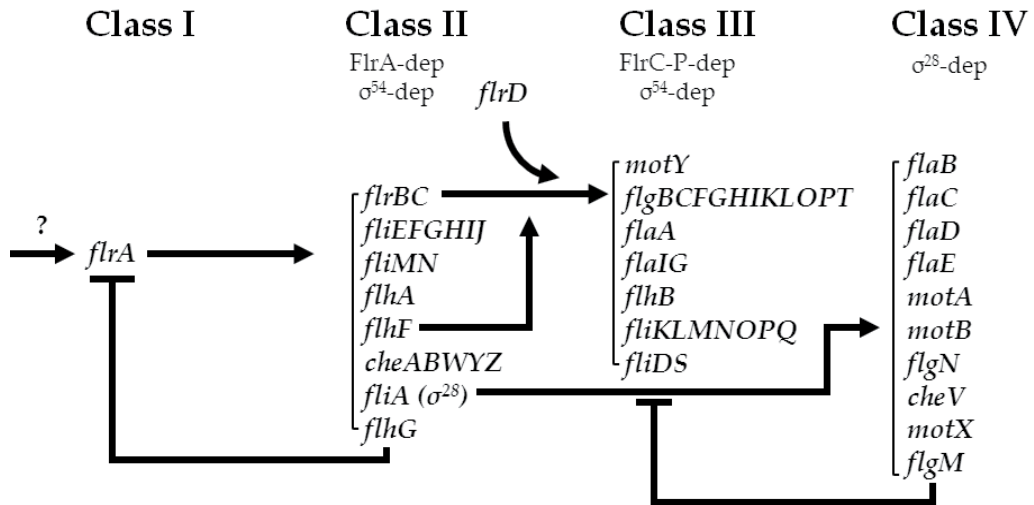 Class I
Class II
FlrA-dep
σ⁵⁴-dep
flrD
Class III
FlrC-P-dep
σ⁵⁴-dep
Class IV
σ²⁸-dep
?
flrA
flrBC
fliEFGHIJ
fliMN
flhA
flhF
cheABWYZ
fliA (σ²⁸)
flhG
motY
flgBCFGHIKLOPT
flaA
flaIG
flhB
fliKLMNOPQ
fliDS
flaB
flaC
flaD
flaE
motA
motB
flgN
cheV
motX
flgM